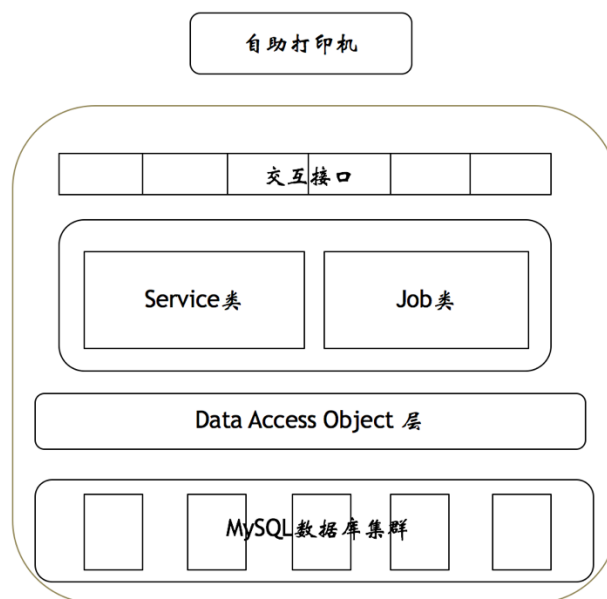 自助打印机
交互接口
Service类
Job类
Data Access Object 层
MySQL数据库集群